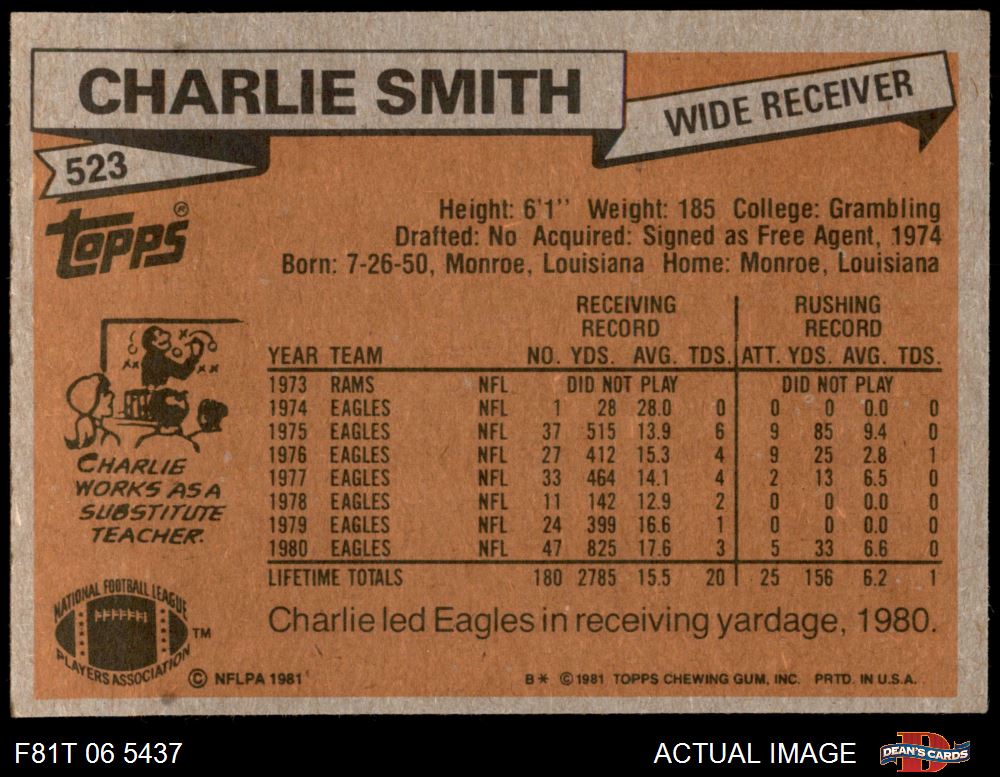 CHARLIE SMITH
WIDE RECEIVER
523
Topps®
Height: 6'1'' Weight: 185 College: Grambling
Drafted: No Acquired: Signed as Free Agent, 1974
Born: 7-26-50, Monroe, Louisiana Home: Monroe, Louisiana
RECEIVING RECORD RUSHING RECORD
YEAR TEAM NO. YDS. AVG. TDS. ATT. YDS. AVG. TDS.
1973 RAMS NFL DID NOT PLAY DID NOT PLAY
1974 EAGLES NFL 1 28 28.0 0 0 0 0.0 0
1975 EAGLES NFL 37 515 13.9 6 9 85 9.4 0
1976 EAGLES NFL 27 412 15.3 4 9 25 2.8 1
1977 EAGLES NFL 33 464 14.1 4 2 13 6.5 0
1978 EAGLES NFL 11 142 12.9 2 0 0 0.0 0
1979 EAGLES NFL 24 399 16.6 1 0 0 0.0 0
1980 EAGLES NFL 47 825 17.6 3 5 33 6.6 0
LIFETIME TOTALS 180 2785 15.5 20 25 156 6.2 1
CHARLIE
WORKS AS A
SUBSTITUTE
TEACHER.
Charlie led Eagles in receiving yardage, 1980.
NATIONAL FOOTBALL LEAGUE
PLAYERS ASSOCIATION
TM
© NFLPA 1981
B* © 1981 TOPPS CHEWING GUM, INC. PRTD. IN U.S.A.
F81T 06 5437
ACTUAL IMAGE
D
DEAN'S CARDS